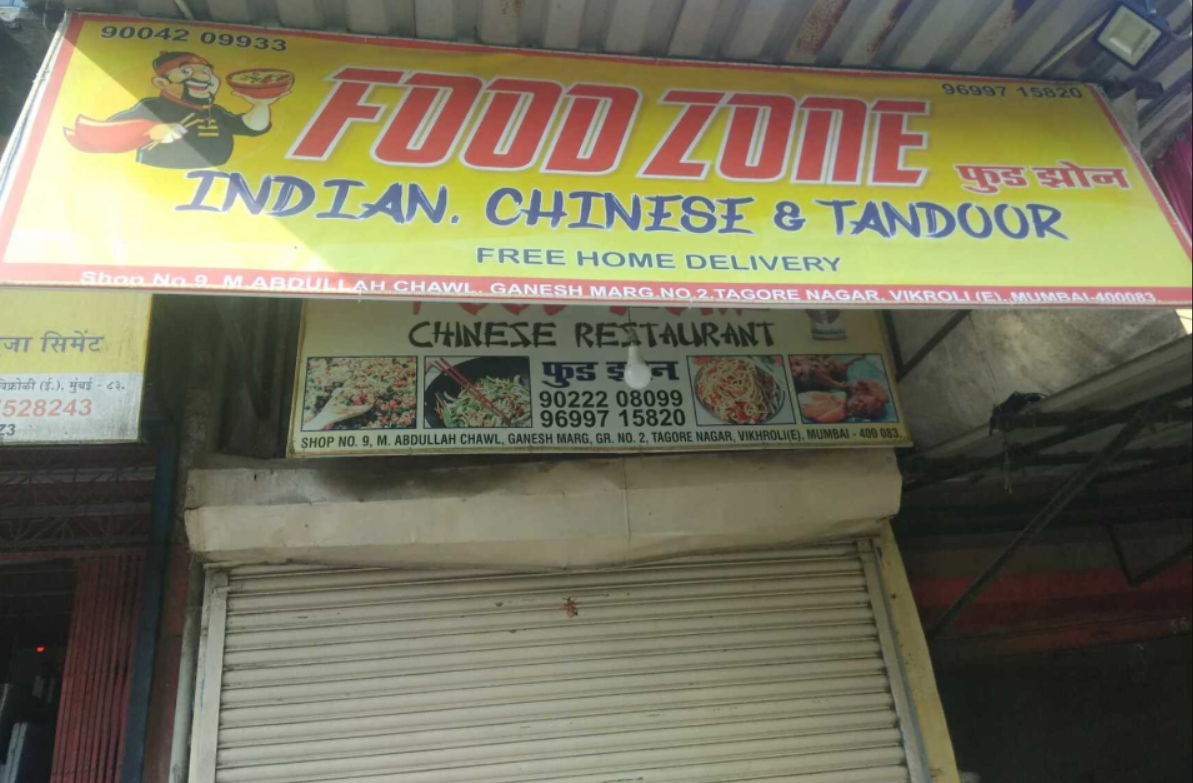 90042 09933
96997 15820
FOOD ZONE
फुड झोन
INDIAN. CHINESE & TANDOOR
FREE HOME DELIVERY
Shop No.9, M.ABDULLAH CHAWL, GANESH MARG,NO.2,TAGORE NAGAR, VIKROLI (E), MUMBAI-400083.
CHINESE RESTAURANT
फुड झोन
90222 08099
96997 15820
SHOP NO. 9, M. ABDULLAH CHAWL, GANESH MARG, GR. NO. 2, TAGORE NAGAR, VIKHROLI(E), MUMBAI - 400 083.
सिमेंट
(ई.), मुंबई - ८३.
528243